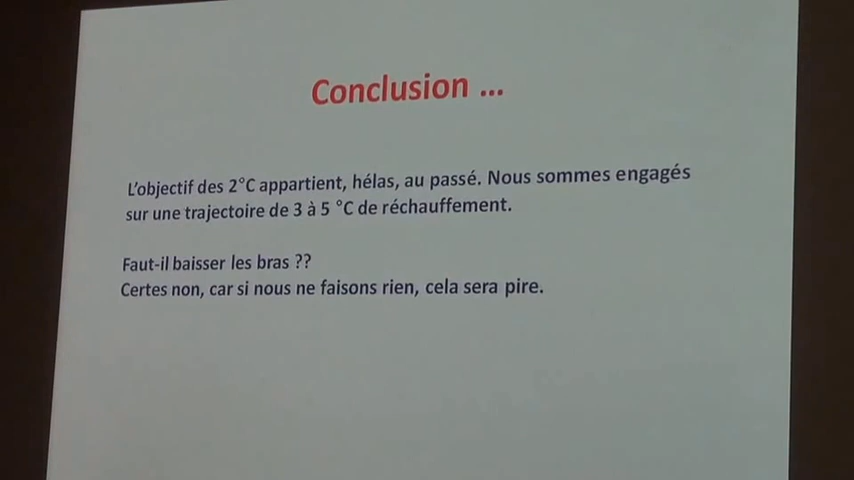 Conclusion ...
L'objectif des 2°C appartient, hélas, au passé. Nous sommes engagés
sur une trajectoire de 3 à 5 °C de réchauffement.
Faut-il baisser les bras ??
Certes non, car si nous ne faisons rien, cela sera pire.